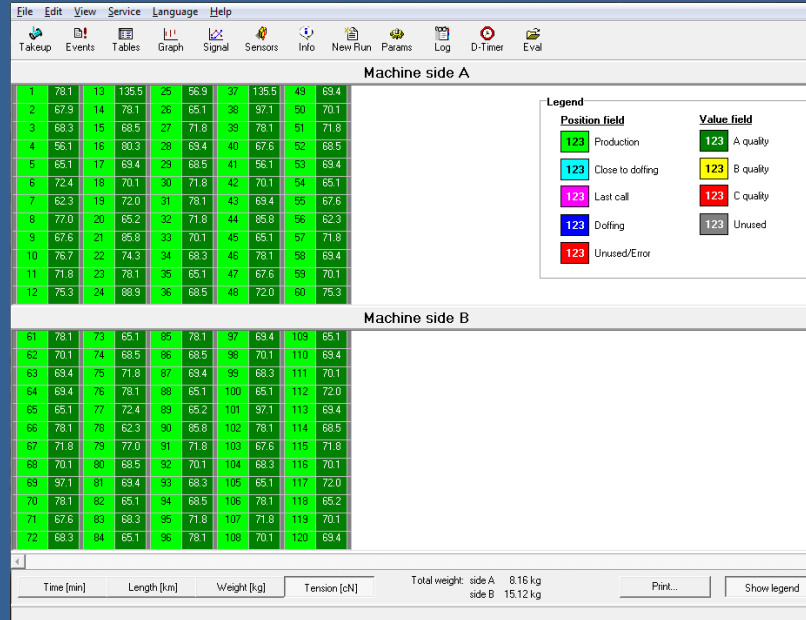 File Edit View Service Language Help
Takeup Events Tables Graph Signal Sensors Info New Run Params Log D-Timer Eval
Machine side A
1 78.1 13 135.5 25 56.9 37 135.5 49 69.4
2 67.9 14 78.1 26 65.1 38 97.1 50 70.1
3 68.3 15 68.5 27 71.8 39 78.1 51 71.8
4 56.1 16 80.3 28 69.4 40 67.6 52 68.5
5 65.1 17 69.4 29 68.5 41 56.1 53 69.4
6 72.4 18 70.1 30 71.8 42 70.1 54 65.1
7 62.3 19 72.0 31 78.1 43 69.4 55 67.6
8 77.0 20 65.2 32 71.8 44 85.8 56 62.3
9 67.6 21 85.8 33 70.1 45 65.1 57 71.8
10 76.7 22 74.3 34 68.3 46 78.1 58 69.4
11 71.8 23 78.1 35 65.1 47 67.6 59 70.1
12 75.3 24 88.9 36 68.5 48 72.0 60 75.3
Legend
Position field Value field
123 Production 123 A quality
123 Close to doffing 123 B quality
123 Last call 123 C quality
123 Doffing 123 Unused
123 Unused/Error
Machine side B
61 78.1 73 65.1 85 78.1 97 69.4 109 65.1
62 70.1 74 68.5 86 68.5 98 70.1 110 69.4
63 69.4 75 71.8 87 69.4 99 68.3 111 70.1
64 69.4 76 78.1 88 65.1 100 65.1 112 72.0
65 65.1 77 72.4 89 65.2 101 97.1 113 69.4
66 78.1 78 62.3 90 85.8 102 78.1 114 68.5
67 71.8 79 77.0 91 71.8 103 67.6 115 71.8
68 70.1 80 68.5 92 70.1 104 68.3 116 70.1
69 97.1 81 69.4 93 68.3 105 65.1 117 72.0
70 78.1 82 65.1 94 68.5 106 78.1 118 65.2
71 67.6 83 68.3 95 71.8 107 71.8 119 70.1
72 68.3 84 65.1 96 78.1 108 70.1 120 69.4
Time [min] Length [km] Weight [kg] Tension [cN] Total weight: side A 8.16 kg Print... Show legend
side B 15.12 kg